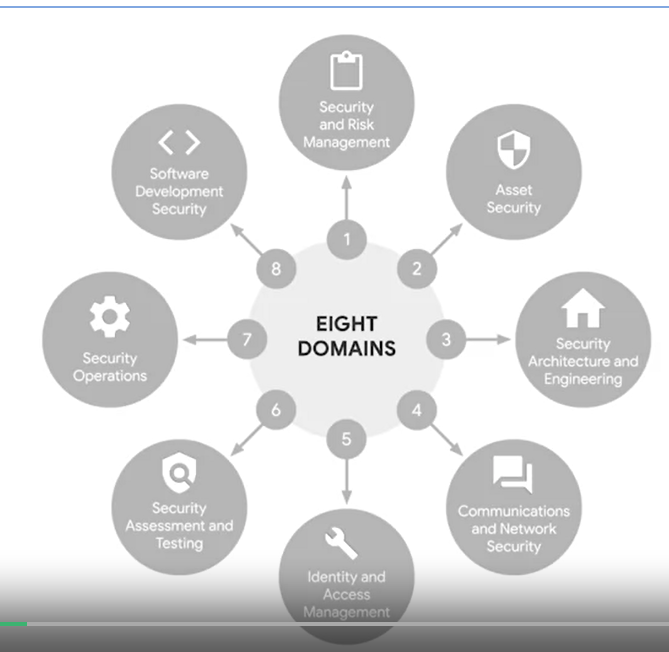 EIGHT
DOMAINS
1
Security
and Risk
Management
2
Asset
Security
3
Security
Architecture and
Engineering
4
Communications
and Network
Security
5
Identity and
Access
Management
6
Security
Assessment and
Testing
7
Security
Operations
8
Software
Development
Security